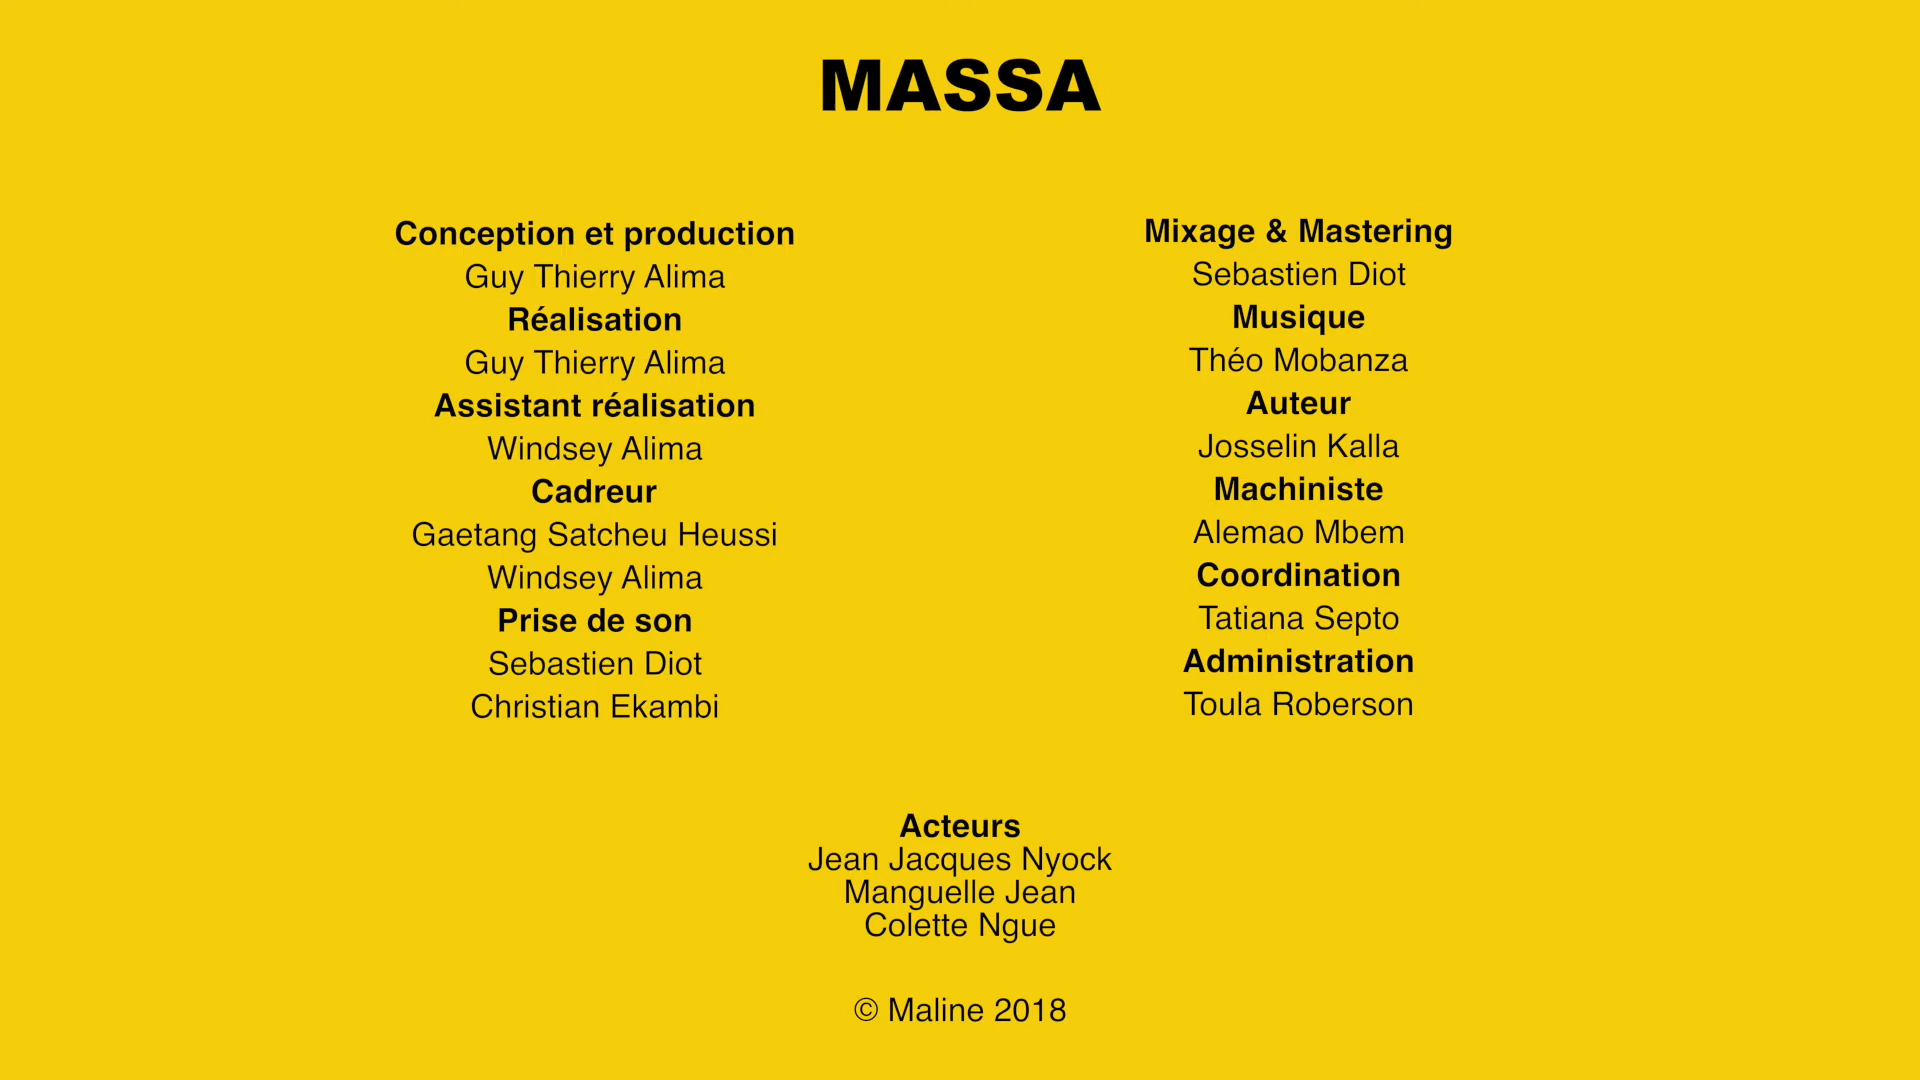 MASSA
Conception et production
Guy Thierry Alima
Réalisation
Guy Thierry Alima
Assistant réalisation
Windsey Alima
Cadreur
Gaetang Satcheu Heussi
Windsey Alima
Prise de son
Sebastien Diot
Christian Ekambi
Mixage & Mastering
Sebastien Diot
Musique
Théo Mobanza
Auteur
Josselin Kalla
Machiniste
Alemao Mbem
Coordination
Tatiana Septo
Administration
Toula Roberson
Acteurs
Jean Jacques Nyock
Manguelle Jean
Colette Ngue
© Maline 2018